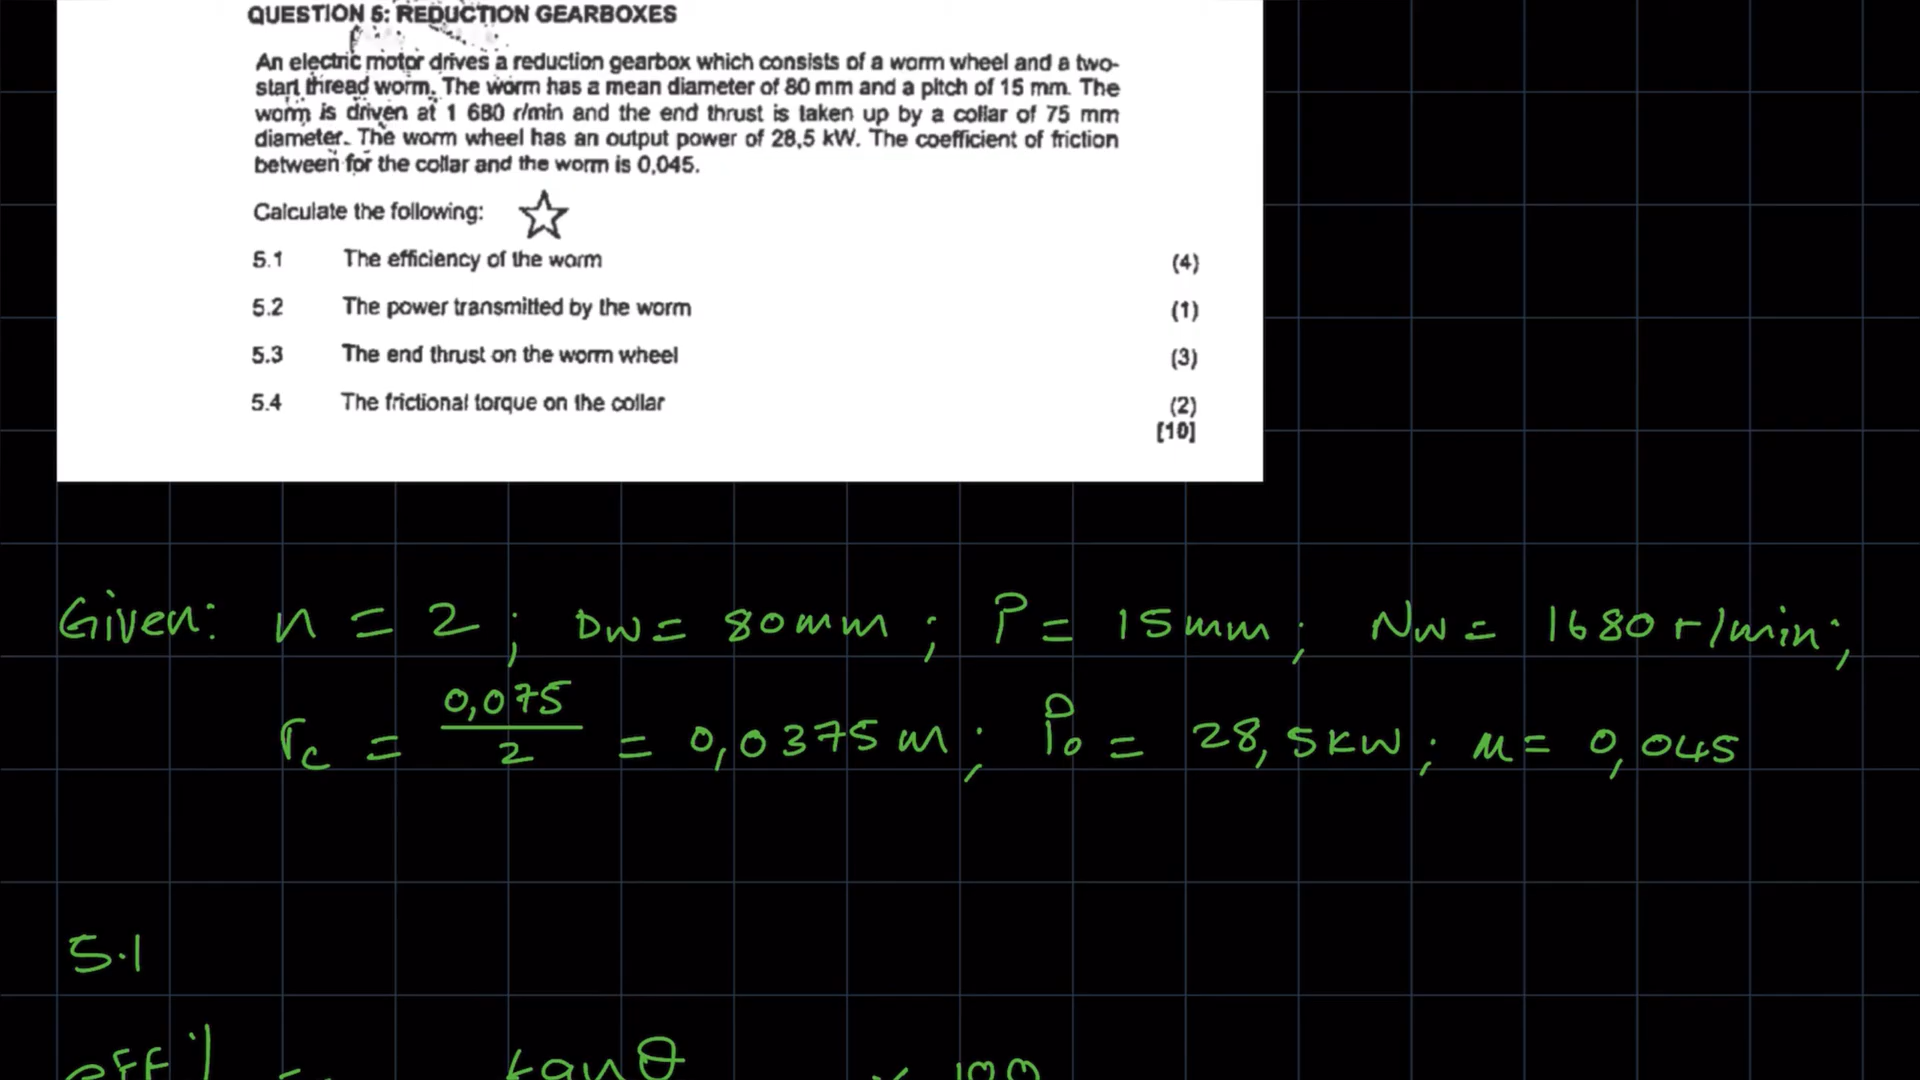 QUESTION 5: REDUCTION GEARBOXES
An electric motor drives a reduction gearbox which consists of a worm wheel and a two-
start thread worm. The worm has a mean diameter of 80 mm and a pitch of 15 mm. The
worm is driven at 1 680 r/min and the end thrust is taken up by a collar of 75 mm
diameter. The worm wheel has an output power of 28,5 kW. The coefficient of friction
between for the collar and the worm is 0,045.
Calculate the following:
5.1 The efficiency of the worm (4)
5.2 The power transmitted by the worm (1)
5.3 The end thrust on the worm wheel (3)
5.4 The frictional torque on the collar (2)
[10]
Given: n = 2 ; Dw = 80mm ; P = 15mm ; Nw = 1680 r/min ;
rc = 0,075 / 2 = 0,0375m ; Po = 28,5kW ; μ = 0,045
5.1
eff % = tanθ × 100